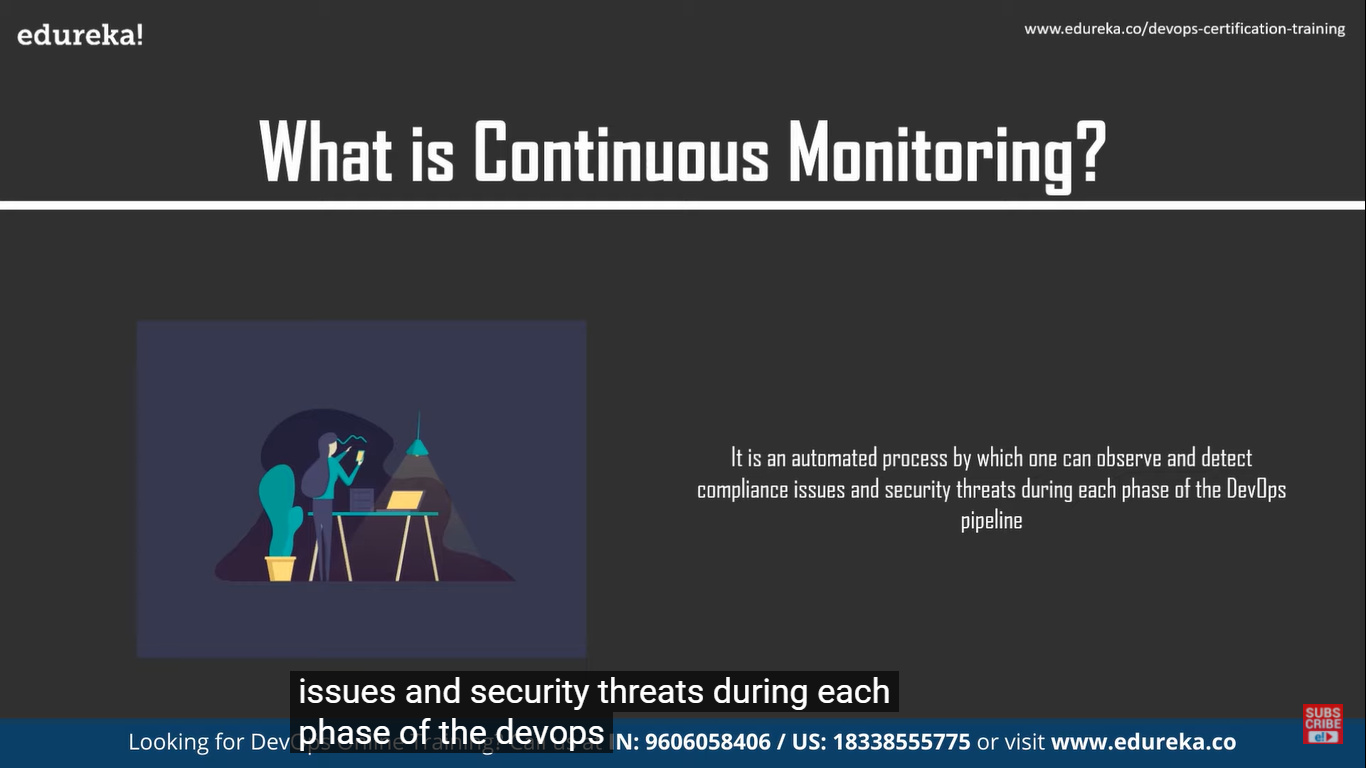 edureka!
www.edureka.co/devops-certification-training
What is Continuous Monitoring?
It is an automated process by which one can observe and detect
compliance issues and security threats during each phase of the DevOps
pipeline
issues and security threats during each
phase of the devops
Looking for DevOps Online Training? Call us at IN: 9606058406 / US: 18338555775 or visit www.edureka.co
SUBS
CRIBE
e!